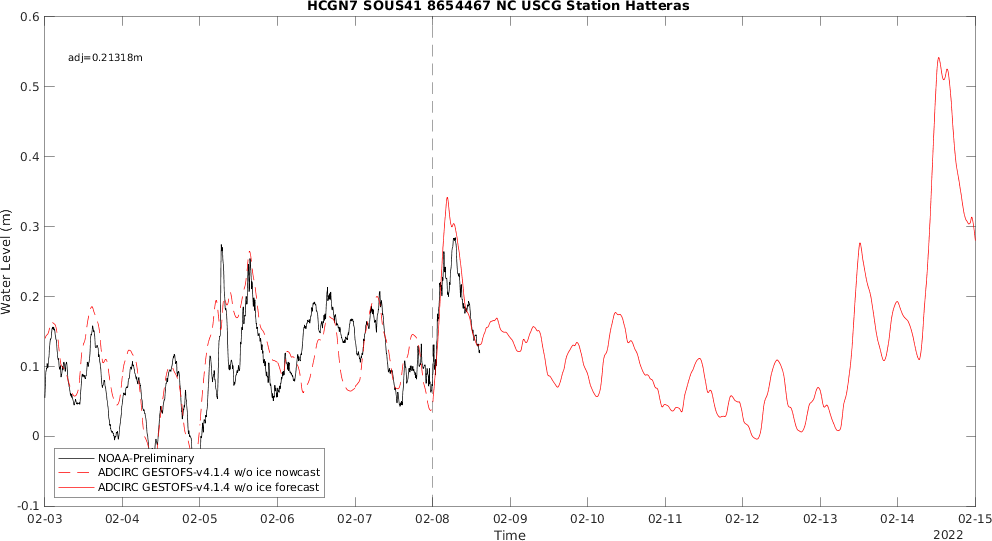 HCGN7 SOUS41 8654467 NC USCG Station Hatteras
adj=0.21318m
Water Level (m)
0.6
0.5
0.4
0.3
0.2
0.1
0
-0.1
NOAA-Preliminary
ADCIRC GESTOFS-v4.1.4 w/o ice nowcast
ADCIRC GESTOFS-v4.1.4 w/o ice forecast
02-03 02-04 02-05 02-06 02-07 02-08 02-09 02-10 02-11 02-12 02-13 02-14 02-15
Time
2022